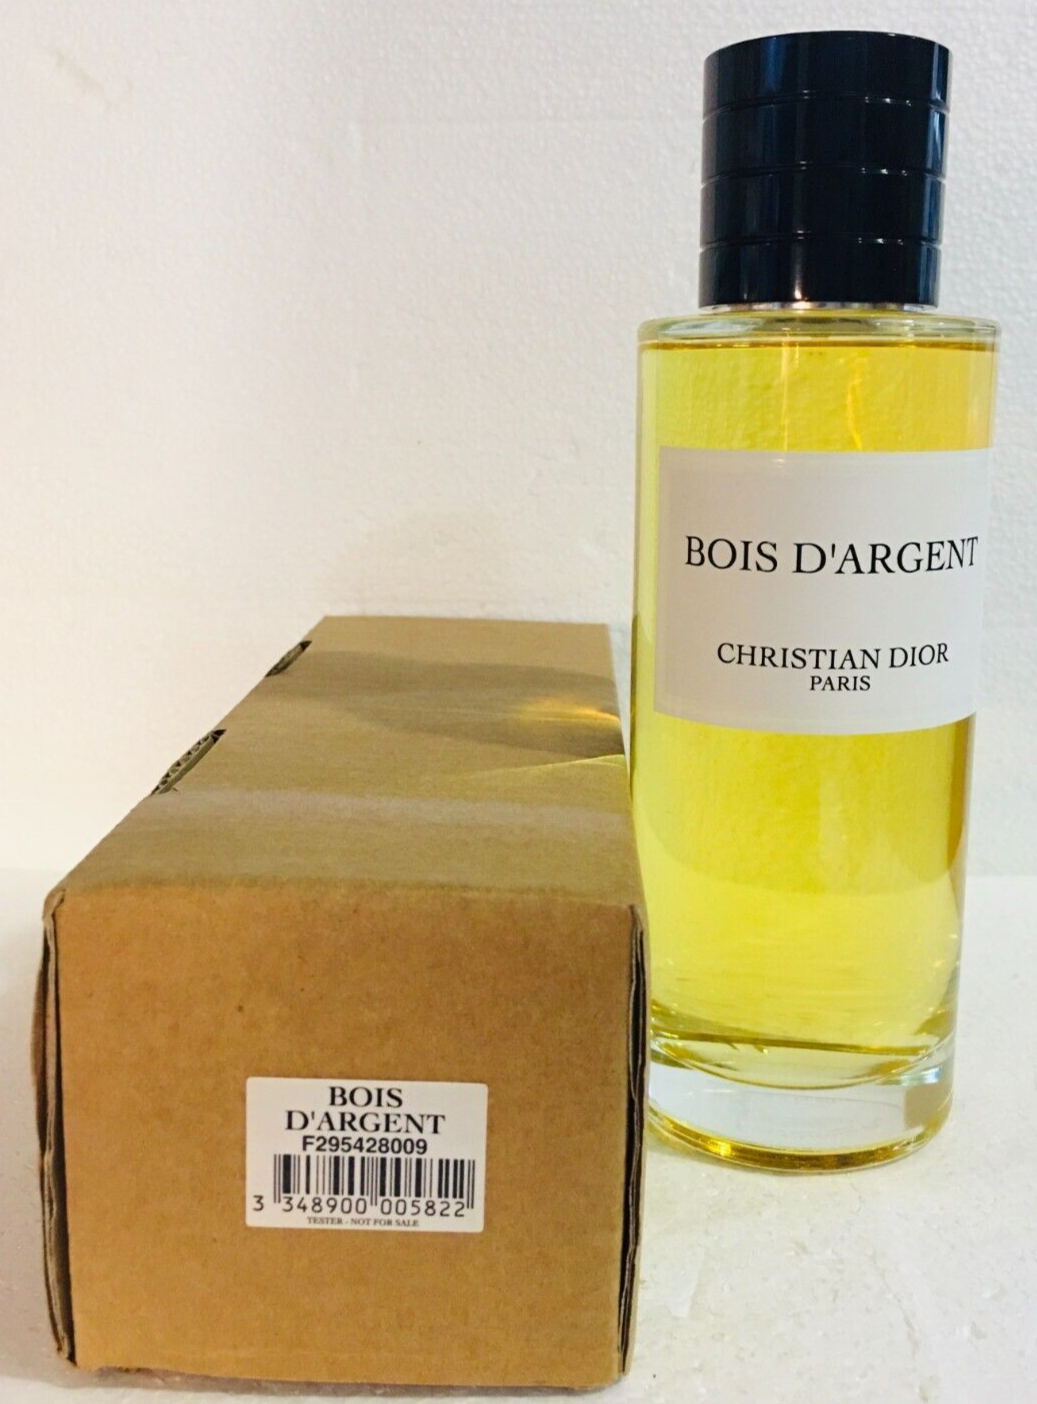 BOIS D'ARGENT
CHRISTIAN DIOR
PARIS
BOIS
D'ARGENT
F295428009
3 348900 005822
TESTER - NOT FOR SALE